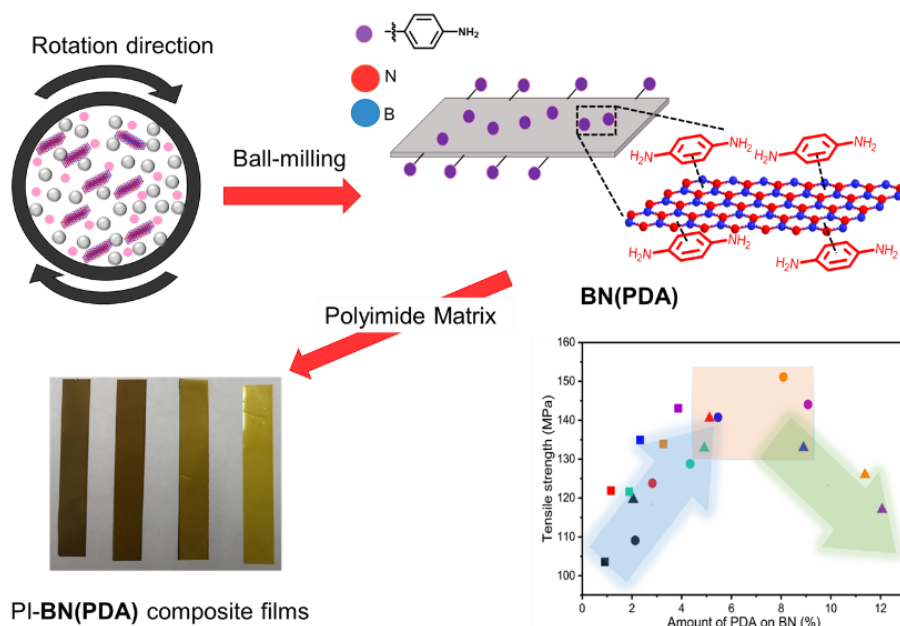 Rotation direction
Ball-milling
NH₂
N
B
H₂N
NH₂
H₂N
NH₂
H₂N
NH₂
H₂N
NH₂
BN(PDA)
Polyimide Matrix
PI-BN(PDA) composite films
Tensile strength (MPa)
160
150
140
130
120
110
100
0 2 4 6 8 10 12
Amount of PDA on BN (%)